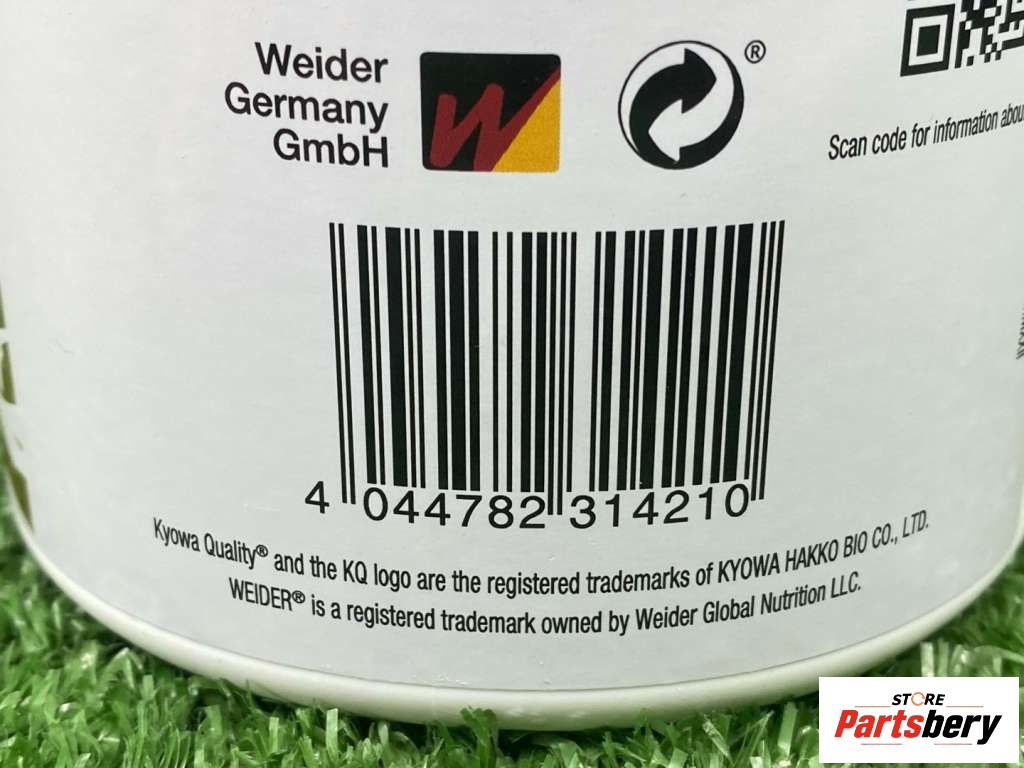 Weider
Germany
GmbH
W
®
Scan code for information
4 044782 314210
Kyowa Quality® and the KQ logo are the registered trademarks of KYOWA HAKKO BIO CO., LTD.
WEIDER® is a registered trademark owned by Weider Global Nutrition LLC.
STORE
Partsbery